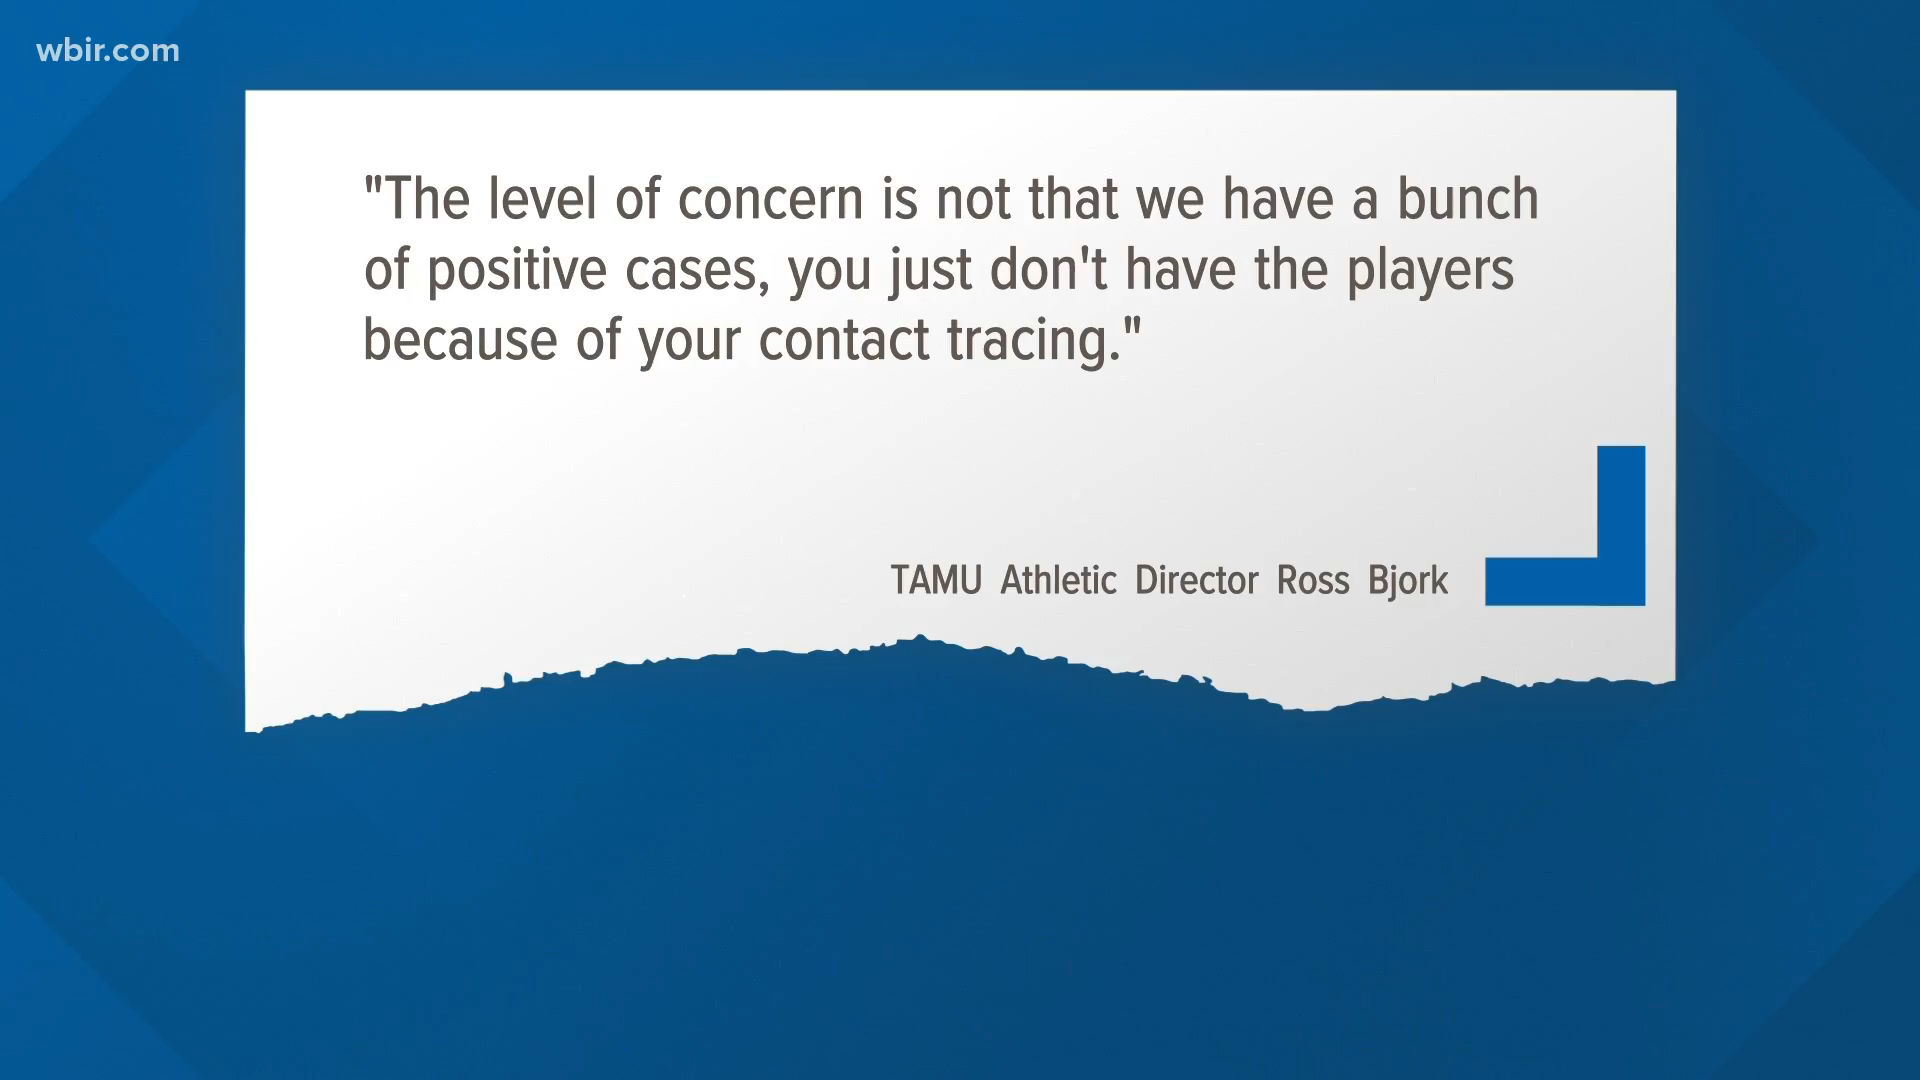 wbir.com
"The level of concern is not that we have a bunch
of positive cases, you just don't have the players
because of your contact tracing."
TAMU Athletic Director Ross Bjork